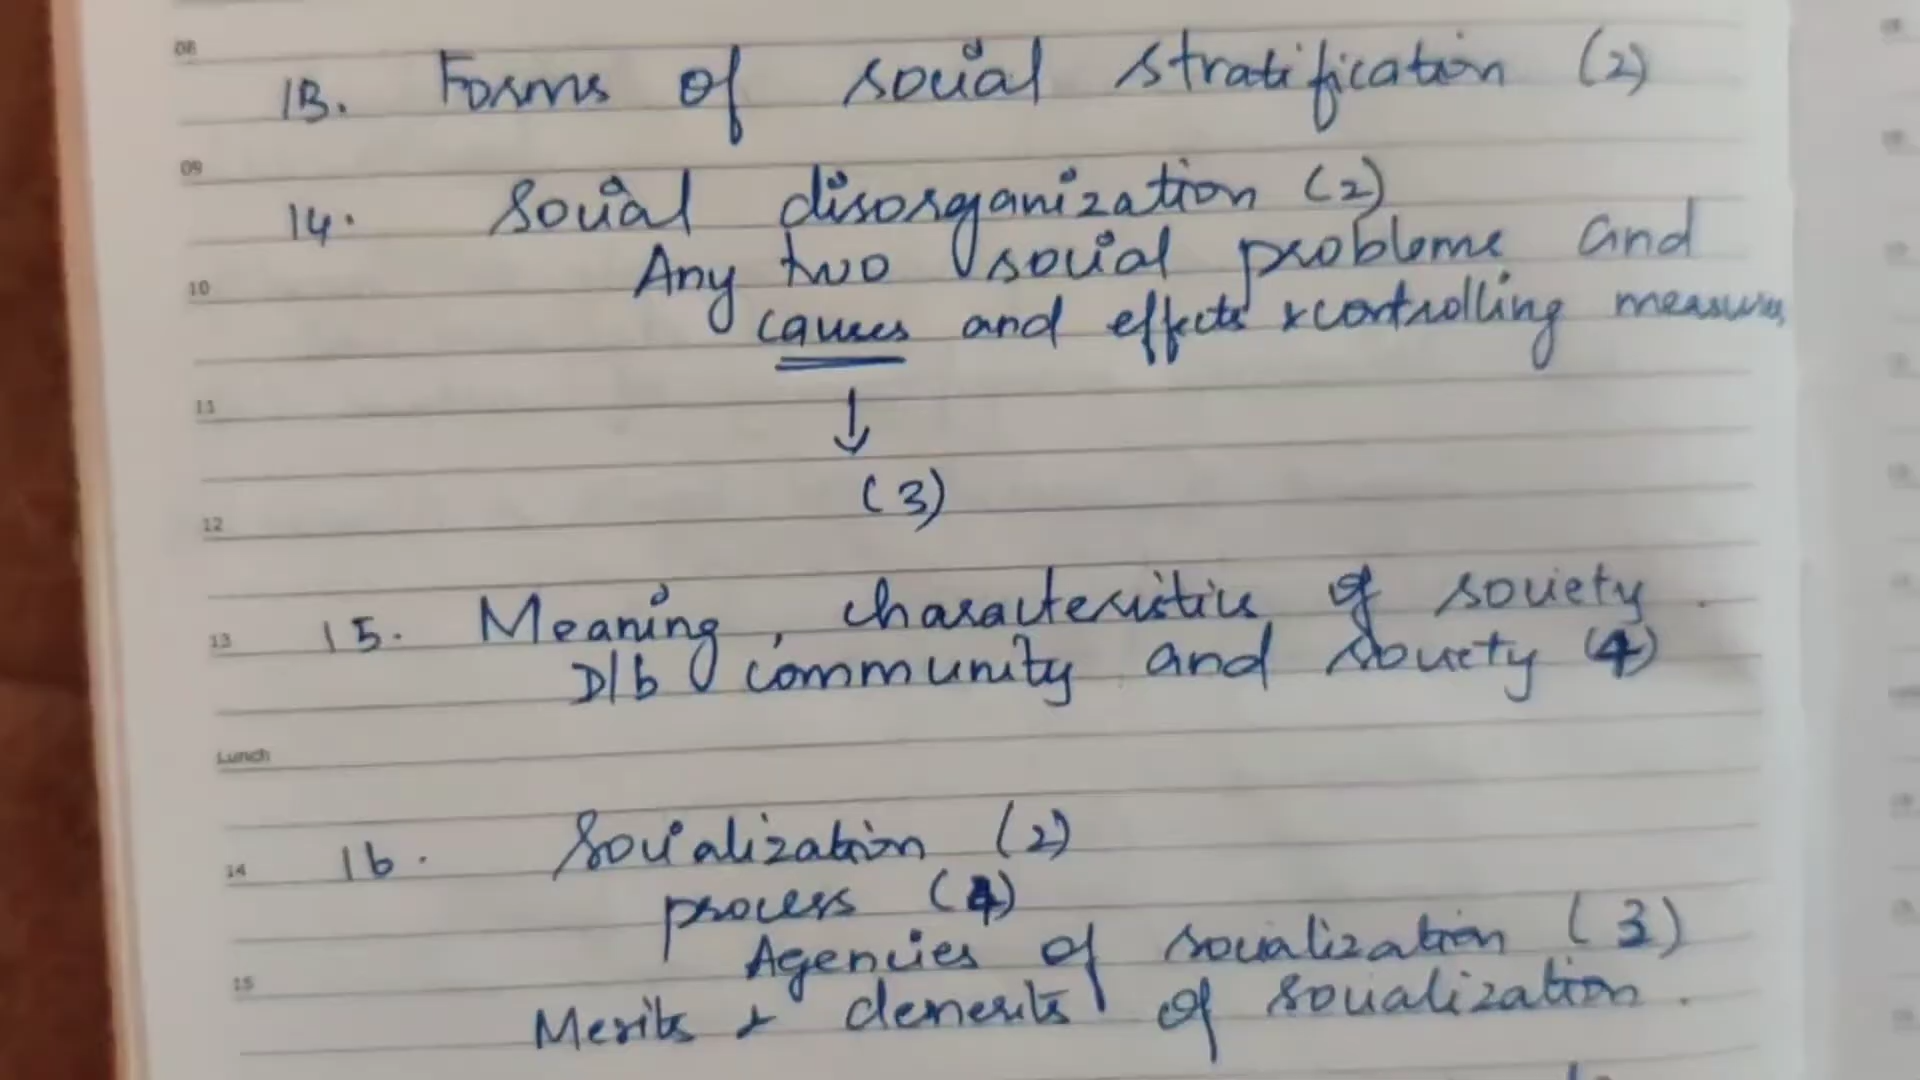 08
13. Forms of social stratification (2)
09
14. Social disorganization (2)
Any two social problems and
10
causes and effects & controlling measures
11
↓
(3)
12
15. Meaning, characteristics of society.
13
D/b community and society (4)
Lunch
16. Socialization (2)
14
process (4)
Agencies of socialization (3)
15
Merits & demerits of socialization.